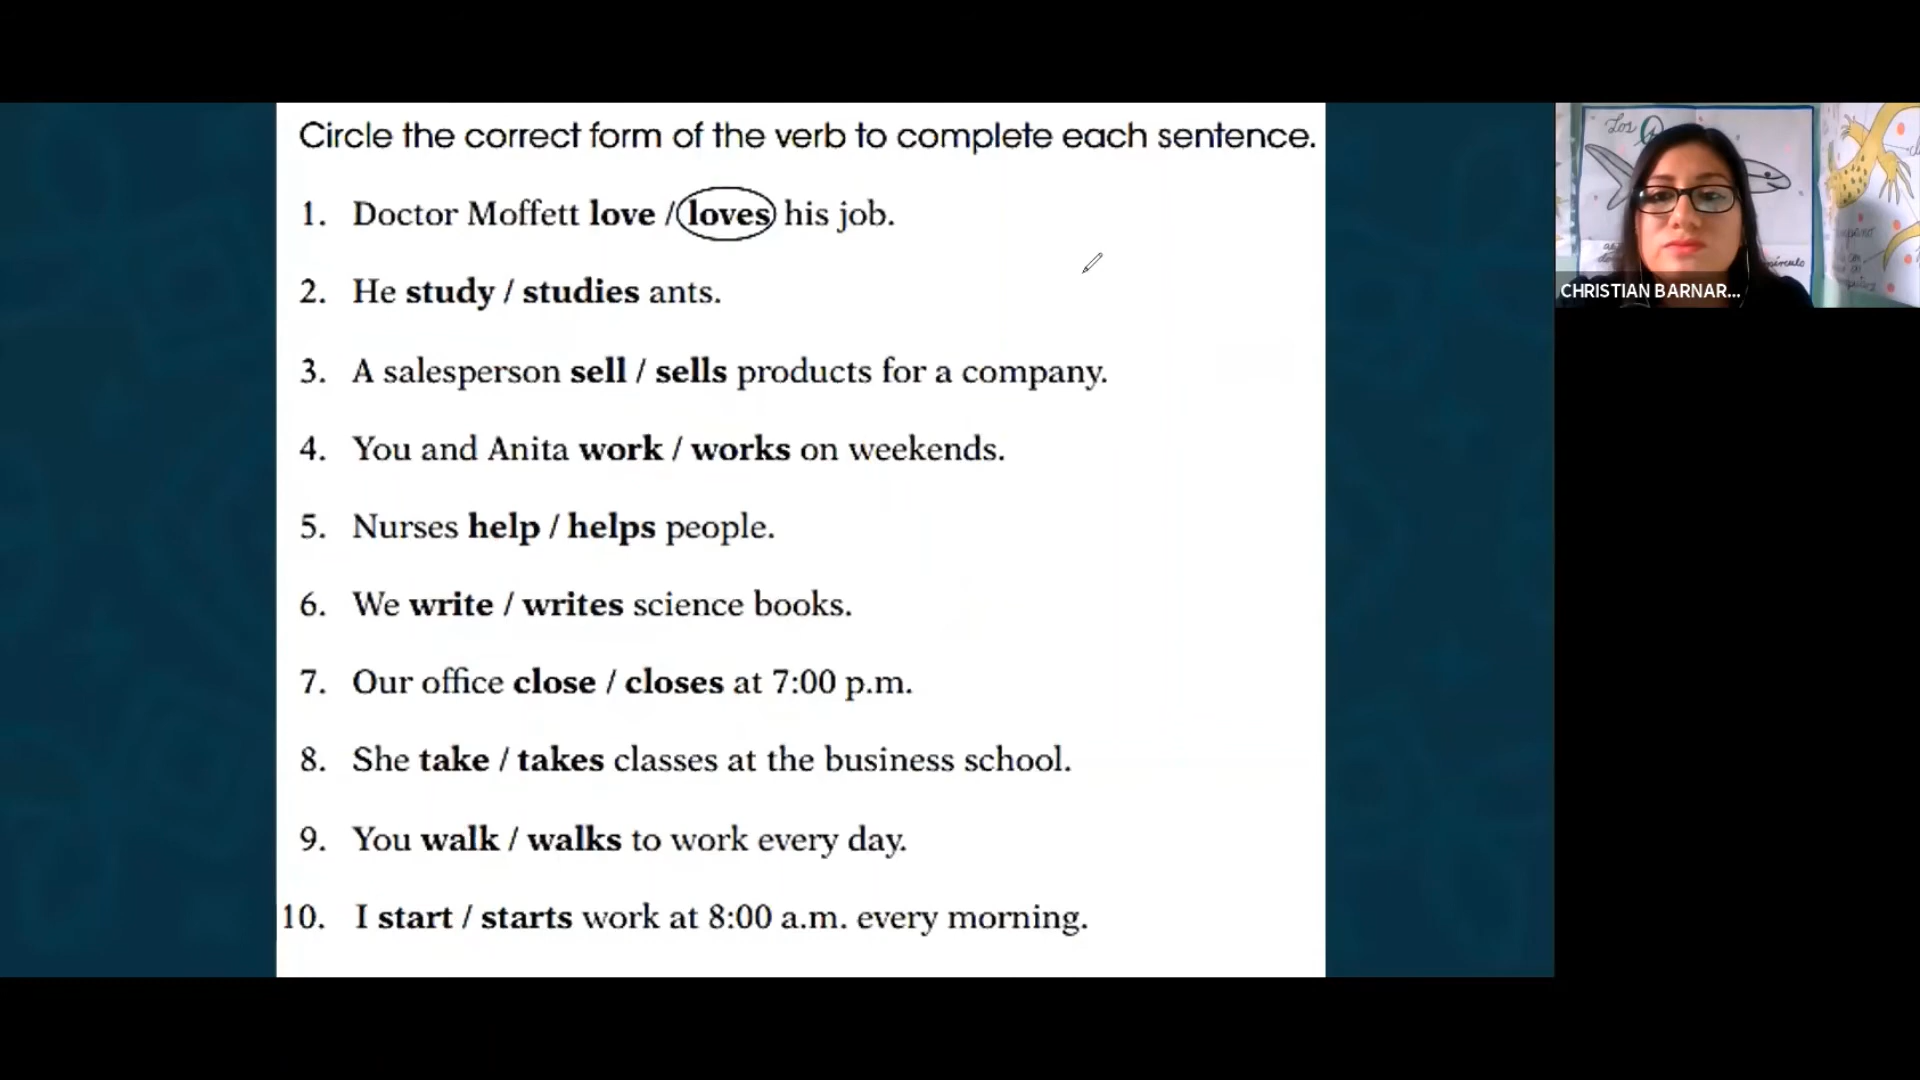 Circle the correct form of the verb to complete each sentence.
1. Doctor Moffett love / loves his job.
2. He study / studies ants.
3. A salesperson sell / sells products for a company.
4. You and Anita work / works on weekends.
5. Nurses help / helps people.
6. We write / writes science books.
7. Our office close / closes at 7:00 p.m.
8. She take / takes classes at the business school.
9. You walk / walks to work every day.
10. I start / starts work at 8:00 a.m. every morning.
Los
CHRISTIAN BARNAR...